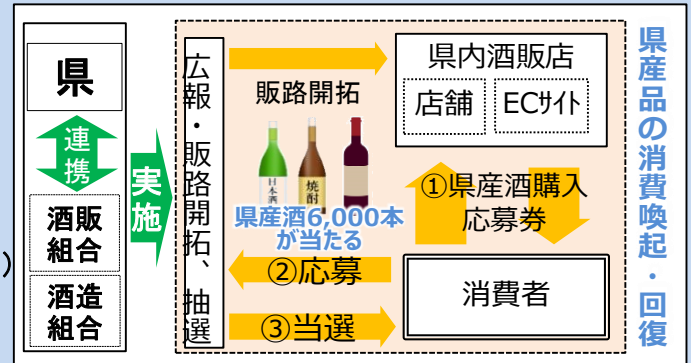 県
連
携
酒販
組合
酒造
組合
)
実
施
広報・販路開拓、抽選
販路開拓
日本酒
焼酎
県産酒6,000本
が当たる
県内酒販店
店舗
ECサイト
①県産酒購入
応募券
②応募
③当選
消費者
県産品の消費喚起・回復